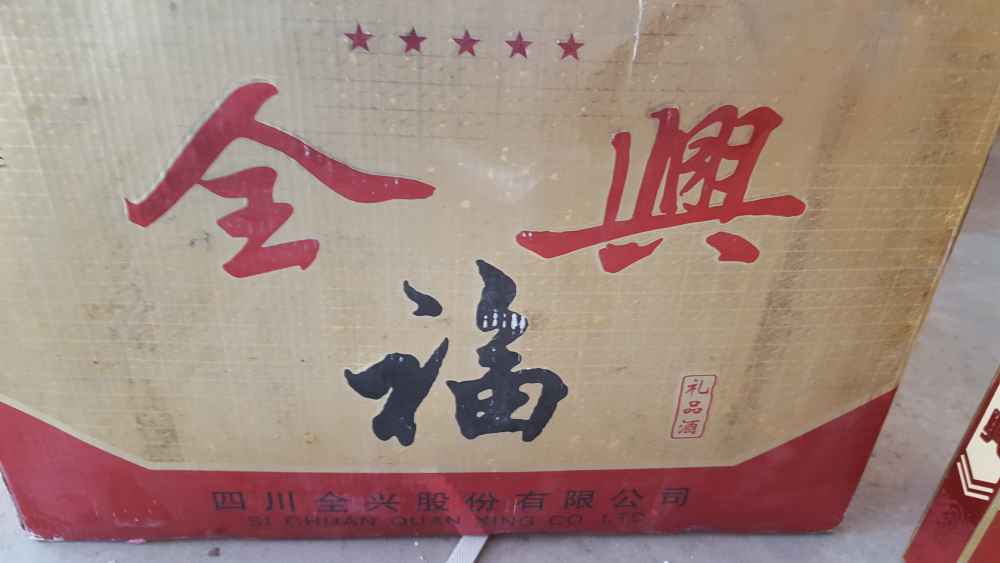 全興
福
礼品酒
四川全兴股份有限公司
SI CHUAN QUAN XING CO. LTD